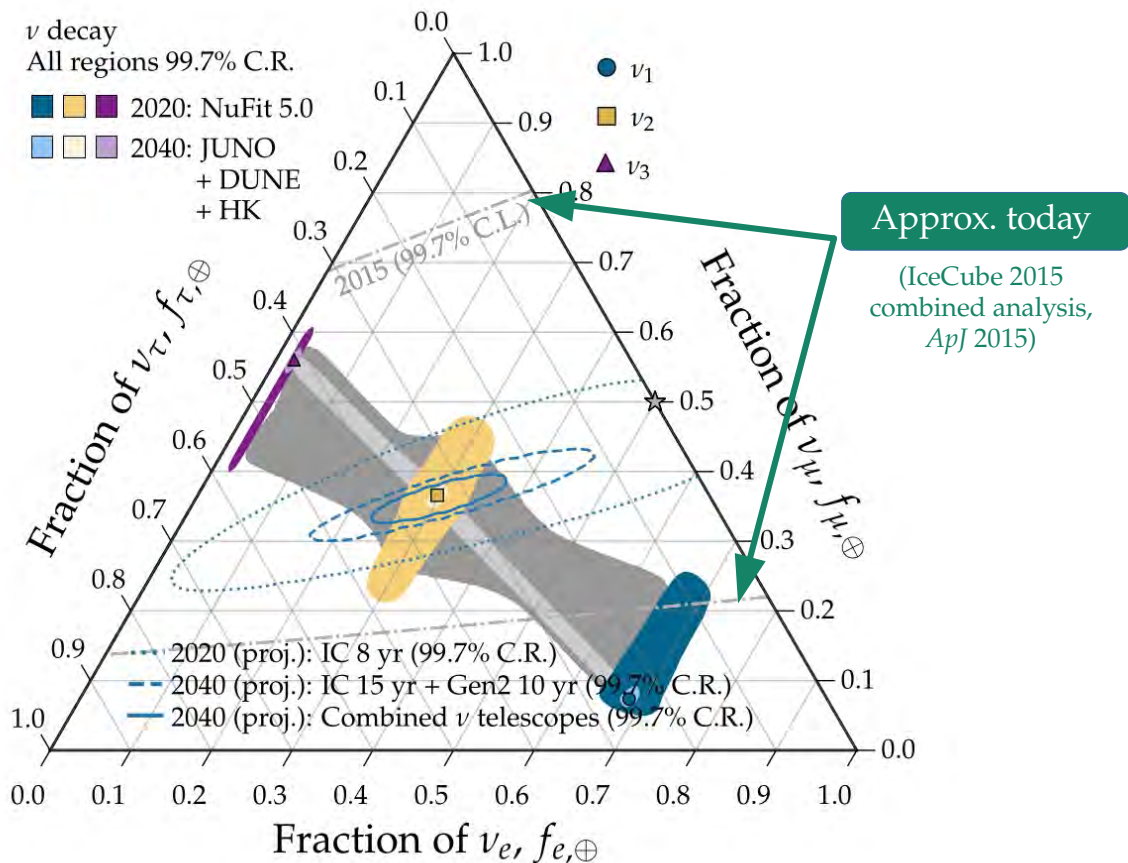 ν decay
All regions 99.7% C.R.
2020: NuFit 5.0
2040: JUNO
+ DUNE
+ HK
ν1
ν2
ν3
Approx. today
(IceCube 2015
combined analysis,
ApJ 2015)
2015 (99.7% C.L.)
Fraction of ντ, fτ,⊕
0.0
0.1
0.2
0.3
0.4
0.5
0.6
0.7
0.8
0.9
1.0
Fraction of νμ, fμ,⊕
1.0
0.9
0.8
0.7
0.6
0.5
0.4
0.3
0.2
0.1
0.0
2020 (proj.): IC 8 yr (99.7% C.R.)
2040 (proj.): IC 15 yr + Gen2 10 yr (99.7% C.R.)
2040 (proj.): Combined ν telescopes (99.7% C.R.)
0.0 0.1 0.2 0.3 0.4 0.5 0.6 0.7 0.8 0.9 1.0
Fraction of νe, fe,⊕